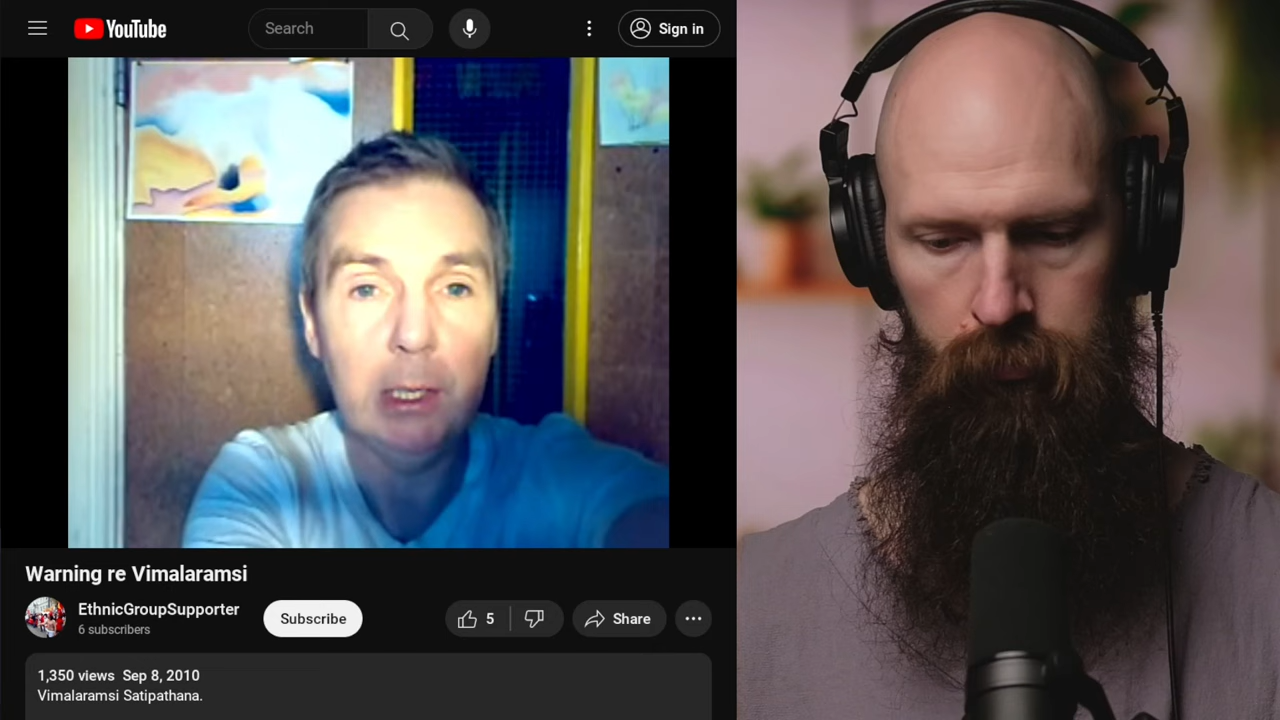 YouTube
Search
Sign in
Warning re Vimalaramsi
EthnicGroupSupporter
6 subscribers
Subscribe
5
Share
1,350 views Sep 8, 2010
Vimalaramsi Satipathana.